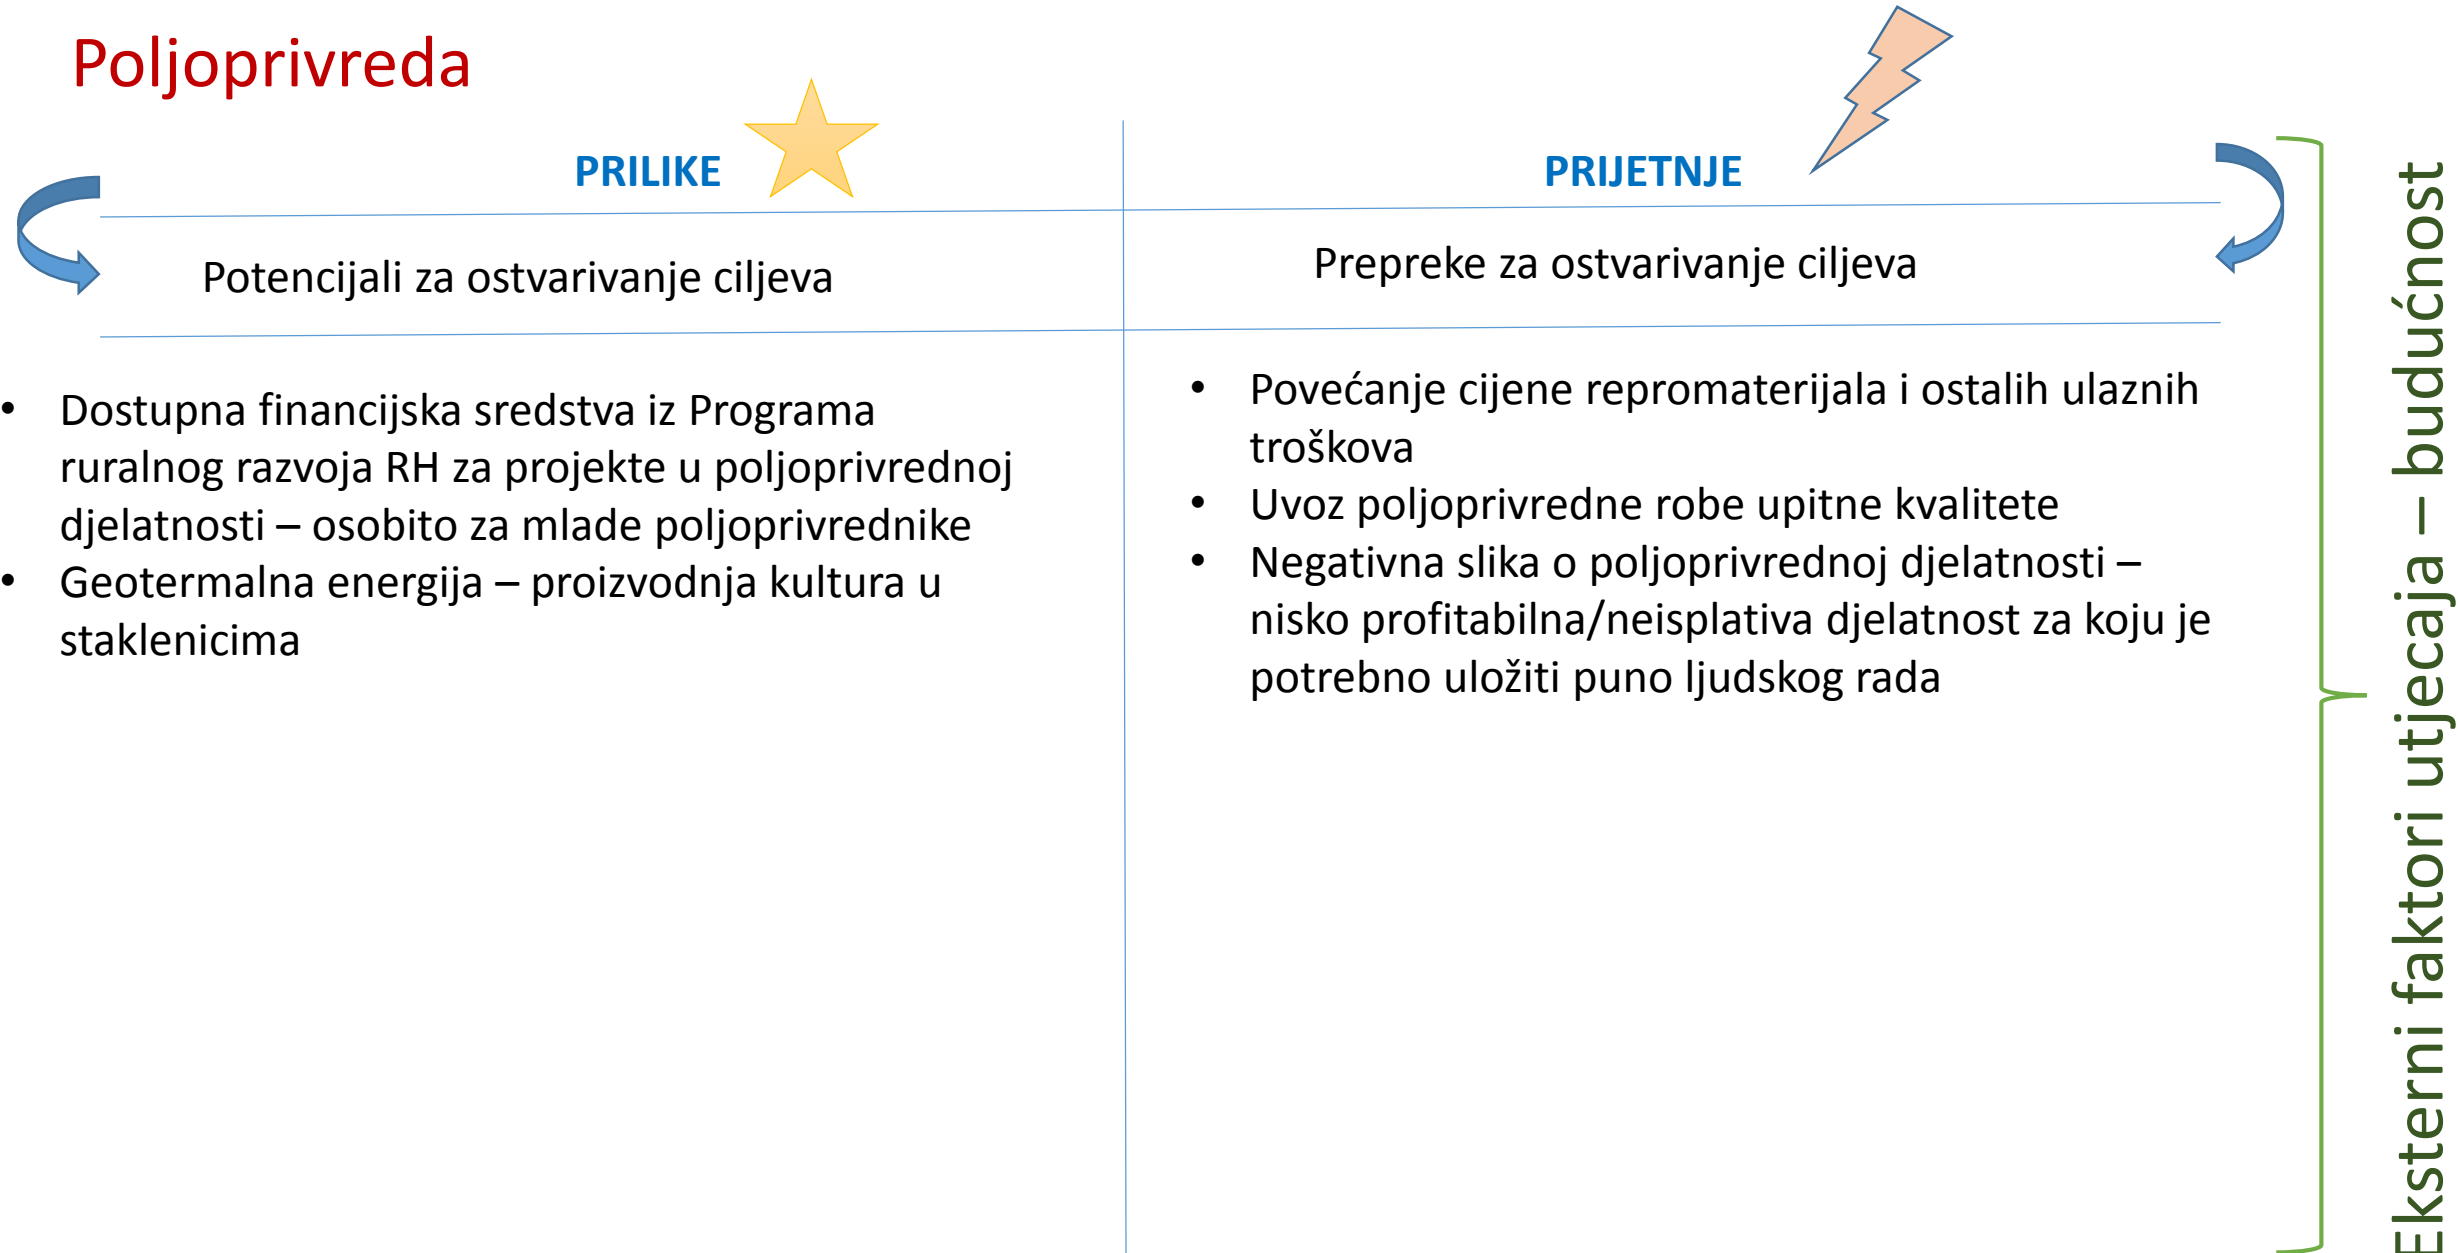 Poljoprivreda
PRILIKE
Potencijali za ostvarivanje ciljeva
• Dostupna financijska sredstva iz Programa
ruralnog razvoja RH za projekte u poljoprivrednoj
djelatnosti – osobito za mlade poljoprivrednike
• Geotermalna energija – proizvodnja kultura u
staklenicima
PRIJETNJE
Prepreke za ostvarivanje ciljeva
• Povećanje cijene repromaterijala i ostalih ulaznih
troškova
• Uvoz poljoprivredne robe upitne kvalitete
• Negativna slika o poljoprivrednoj djelatnosti –
nisko profitabilna/neisplativa djelatnost za koju je
potrebno uložiti puno ljudskog rada
Eksterni faktori utjecaja – budućnost